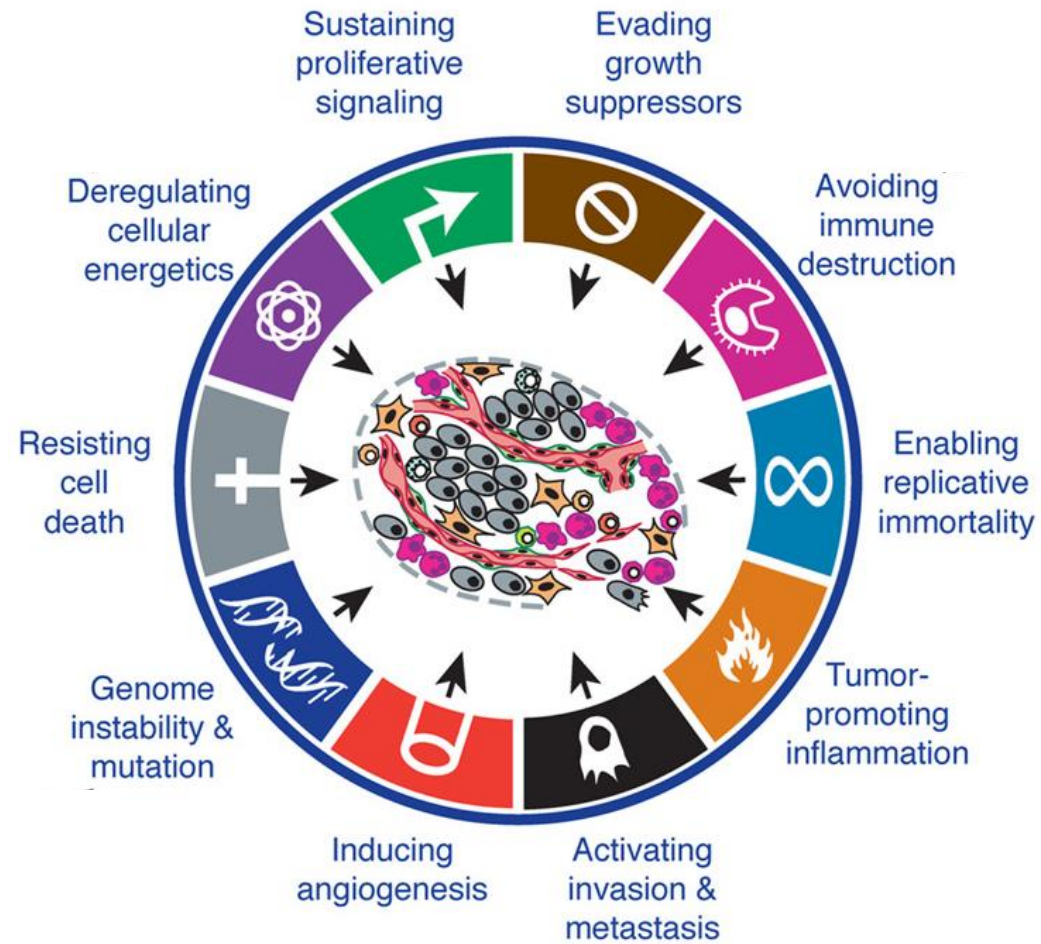 Sustaining
proliferative
signaling
Evading
growth
suppressors
Avoiding
immune
destruction
Enabling
replicative
immortality
Tumor-
promoting
inflammation
Activating
invasion &
metastasis
Inducing
angiogenesis
Genome
instability &
mutation
Resisting
cell
death
Deregulating
cellular
energetics